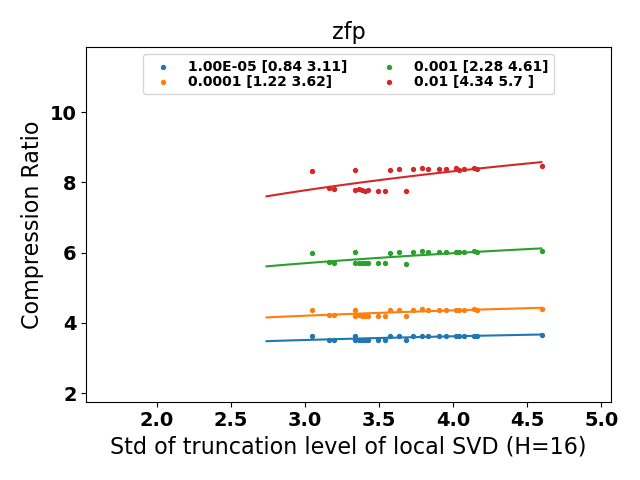 zfp
1.00E-05 [0.84 3.11]
0.0001 [1.22 3.62]
0.001 [2.28 4.61]
0.01 [4.34 5.7 ]
Compression Ratio
10
8
6
4
2
2.0 2.5 3.0 3.5 4.0 4.5 5.0
Std of truncation level of local SVD (H=16)